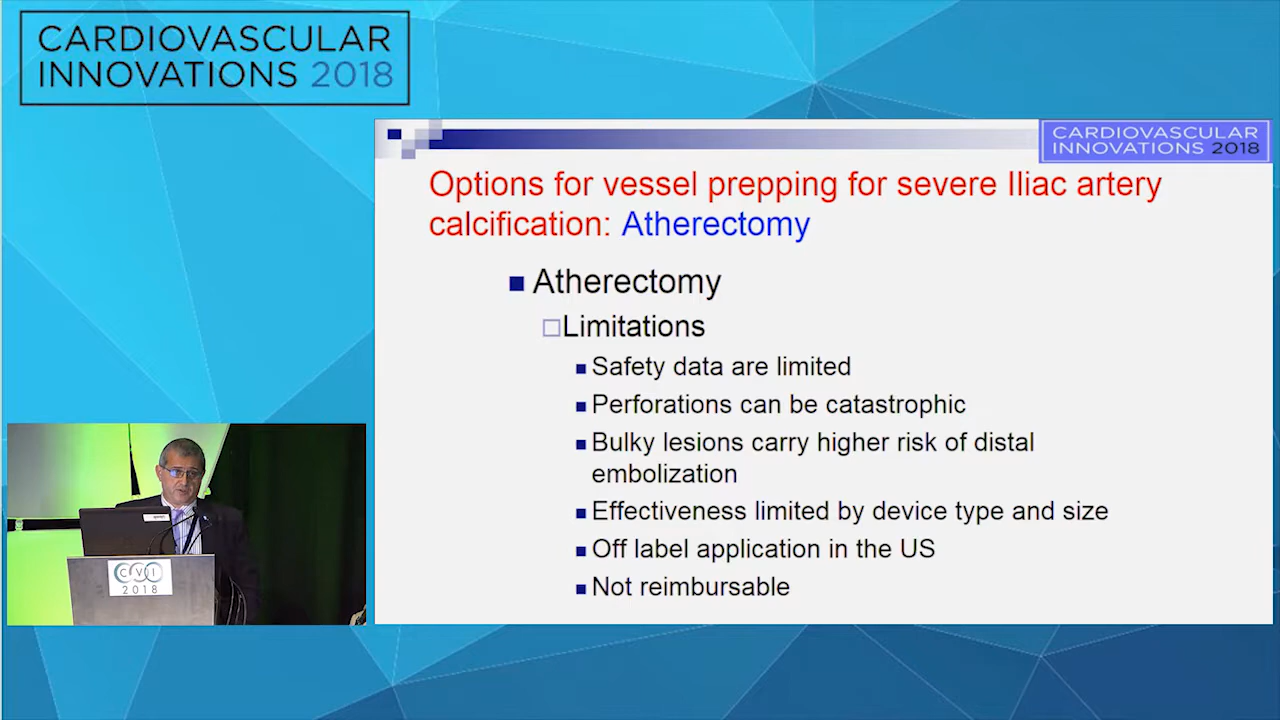 CARDIOVASCULAR
INNOVATIONS 2018
CARDIOVASCULAR
INNOVATIONS 2018
Options for vessel prepping for severe Iliac artery
calcification: Atherectomy
Atherectomy
Limitations
Safety data are limited
Perforations can be catastrophic
Bulky lesions carry higher risk of distal
embolization
Effectiveness limited by device type and size
Off label application in the US
Not reimbursable
CVI
2018